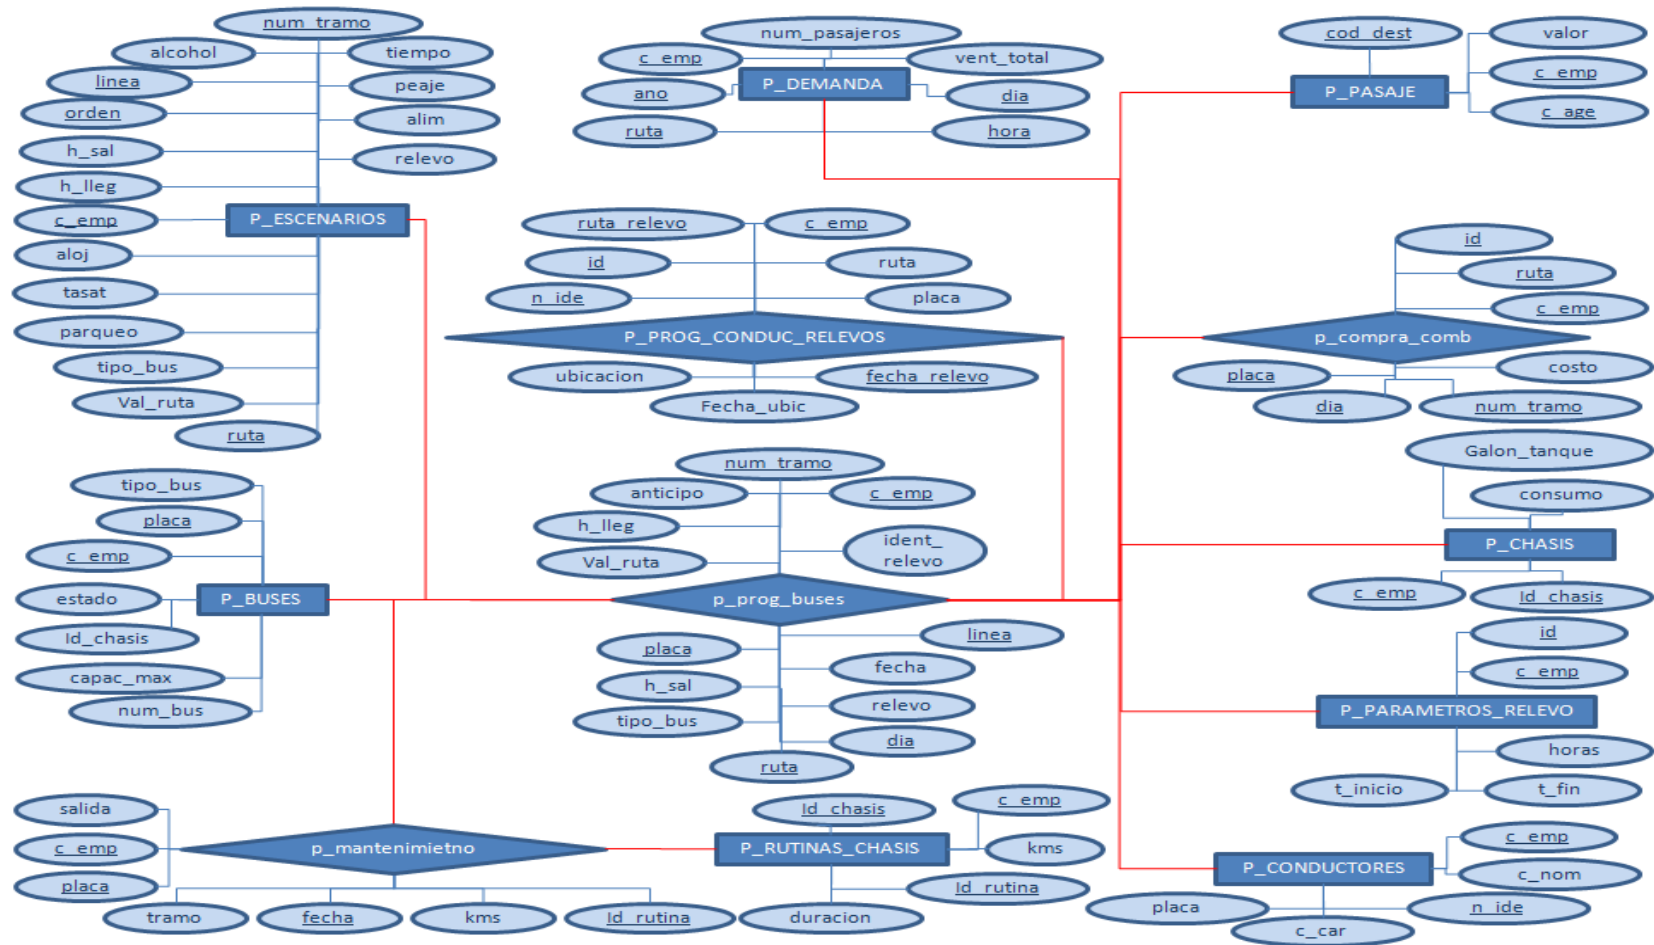 num_tramo
alcohol
tiempo
linea
peaje
orden
alim
h_sal
relevo
h_lleg
c_emp
P_ESCENARIOS
aloj
tasat
parqueo
tipo_bus
Val_ruta
ruta
num_pasajeros
c_emp
vent_total
P_DEMANDA
ano
dia
ruta
hora
cod_dest
valor
c_emp
P_PASAJE
c_age
ruta_relevo
c_emp
id
ruta
n_ide
placa
P_PROG_CONDUC_RELEVOS
ubicacion
fecha_relevo
Fecha_ubic
id
ruta
c_emp
p_compra_comb
costo
placa
dia
num_tramo
Galon_tanque
consumo
P_CHASIS
c_emp
Id_chasis
tipo_bus
placa
c_emp
estado
P_BUSES
Id_chasis
capac_max
num_bus
num_tramo
anticipo
c_emp
h_lleg
ident_
relevo
Val_ruta
p_prog_buses
linea
placa
fecha
h_sal
relevo
tipo_bus
dia
ruta
id
c_emp
P_PARAMETROS_RELEVO
horas
t_inicio
t_fin
salida
c_emp
p_mantenimietno
placa
tramo
fecha
kms
Id_rutina
Id_chasis
c_emp
P_RUTINAS_CHASIS
kms
Id_rutina
duracion
c_emp
P_CONDUCTORES
c_nom
placa
n_ide
c_car